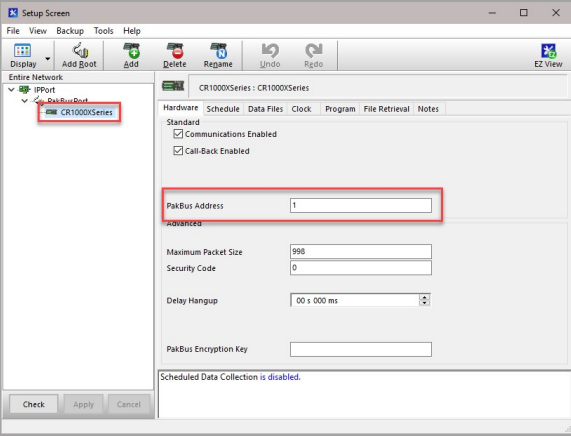 Setup Screen
File View Backup Tools Help
Display Add Root Add Delete Rename Undo Redo EZ View
Entire Network
IPPort
PakBusPort
CR1000XSeries
CR1000XSeries : CR1000XSeries
Hardware Schedule Data Files Clock Program File Retrieval Notes
Standard
Communications Enabled
Call-Back Enabled
PakBus Address 1
Advanced
Maximum Packet Size 998
Security Code 0
Delay Hangup 00 s 000 ms
PakBus Encryption Key
Scheduled Data Collection is disabled.
Check Apply Cancel